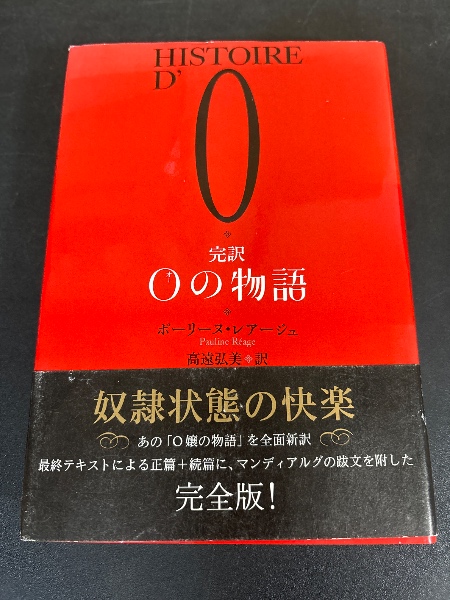 HISTOIRE
D'O
完訳
Oの物語
オ
ポーリーヌ・レアージュ
Pauline Réage
高遠弘美 訳
奴隷状態の快楽
あの「O嬢の物語」を全面新訳
最終テキストによる正篇+続篇に、マンディアルグの跋文を附した
完全版!